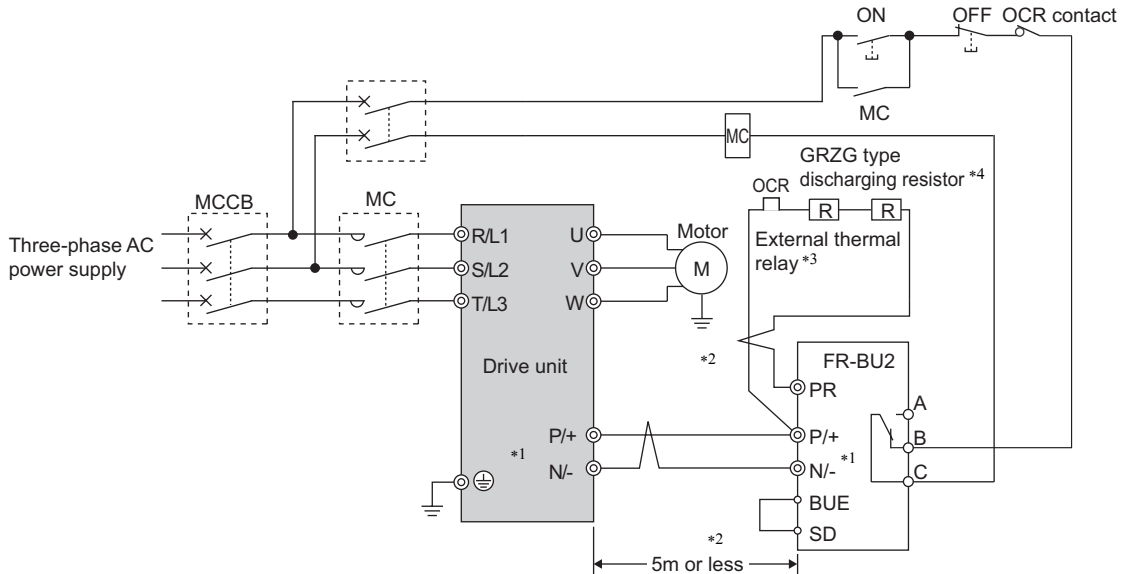 ON
OFF
OCR contact
MC
MC
GRZG type
discharging resistor *4
OCR
R
R
External thermal
relay *3
MCCB
MC
Three-phase AC
power supply
R/L1
S/L2
T/L3
U
V
W
Motor
M
Drive unit
*2
FR-BU2
PR
A
P/+
*1
N/-
P/+
N/-
*1
B
C
BUE
SD
*2
5m or less